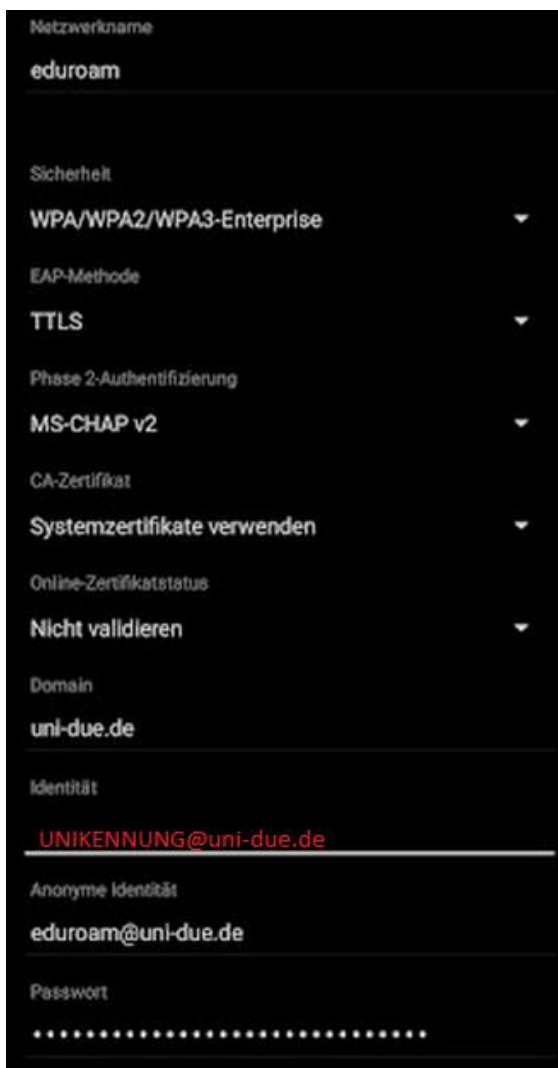 Netzwerkname
eduroam
Sicherheit
WPA/WPA2/WPA3-Enterprise
EAP-Methode
TTLS
Phase 2-Authentifizierung
MS-CHAP v2
CA-Zertifikat
Systemzertifikate verwenden
Online-Zertifikatstatus
Nicht validieren
Domain
uni-due.de
Identität
UNIKENNUNG@uni-due.de
Anonyme Identität
eduroam@uni-due.de
Passwort
••••••••••••••••••••••••••••••